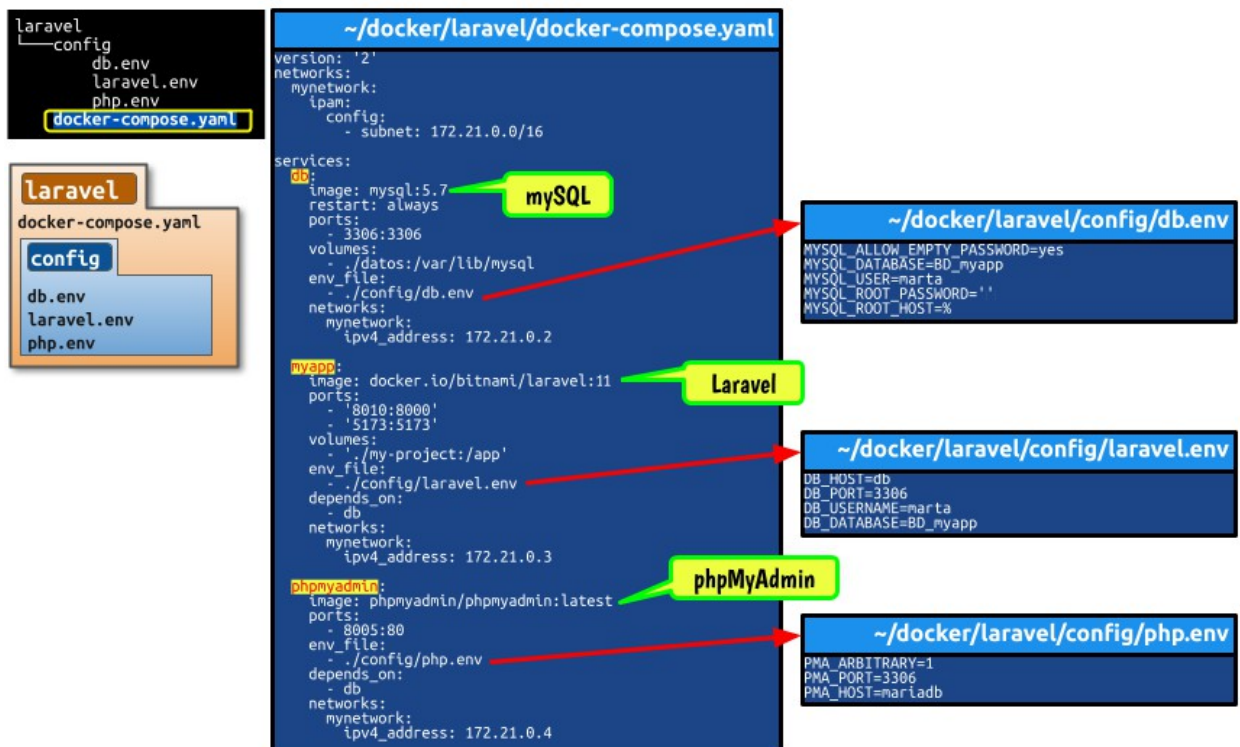 laravel
└──config
db.env
laravel.env
php.env
docker-compose.yaml
laravel
docker-compose.yaml
config
db.env
laravel.env
php.env
~/docker/laravel/docker-compose.yaml
version: '2'
networks:
  mynetwork:
    ipam:
      config:
        - subnet: 172.21.0.0/16
services:
  db:
    image: mysql:5.7
    restart: always
    ports:
      - 3306:3306
    volumes:
      - ./datos:/var/lib/mysql
    env_file:
      - ./config/db.env
    networks:
      mynetwork:
        ipv4_address: 172.21.0.2
  myapp:
    image: docker.io/bitnami/laravel:11
    ports:
      - '8010:8000'
      - '5173:5173'
    volumes:
      - './my-project:/app'
    env_file:
      - ./config/laravel.env
    depends_on:
      - db
    networks:
      mynetwork:
        ipv4_address: 172.21.0.3
  phpmyadmin:
    image: phpmyadmin/phpmyadmin:latest
    ports:
      - 8005:80
    env_file:
      - ./config/php.env
    depends_on:
      - db
    networks:
      mynetwork:
        ipv4_address: 172.21.0.4
mySQL
Laravel
phpMyAdmin
~/docker/laravel/config/db.env
MYSQL_ALLOW_EMPTY_PASSWORD=yes
MYSQL_DATABASE=BD_myapp
MYSQL_USER=marta
MYSQL_ROOT_PASSWORD=''
MYSQL_ROOT_HOST=%
~/docker/laravel/config/laravel.env
DB_HOST=db
DB_PORT=3306
DB_USERNAME=marta
DB_DATABASE=BD_myapp
~/docker/laravel/config/php.env
PMA_ARBITRARY=1
PMA_PORT=3306
PMA_HOST=mariadb